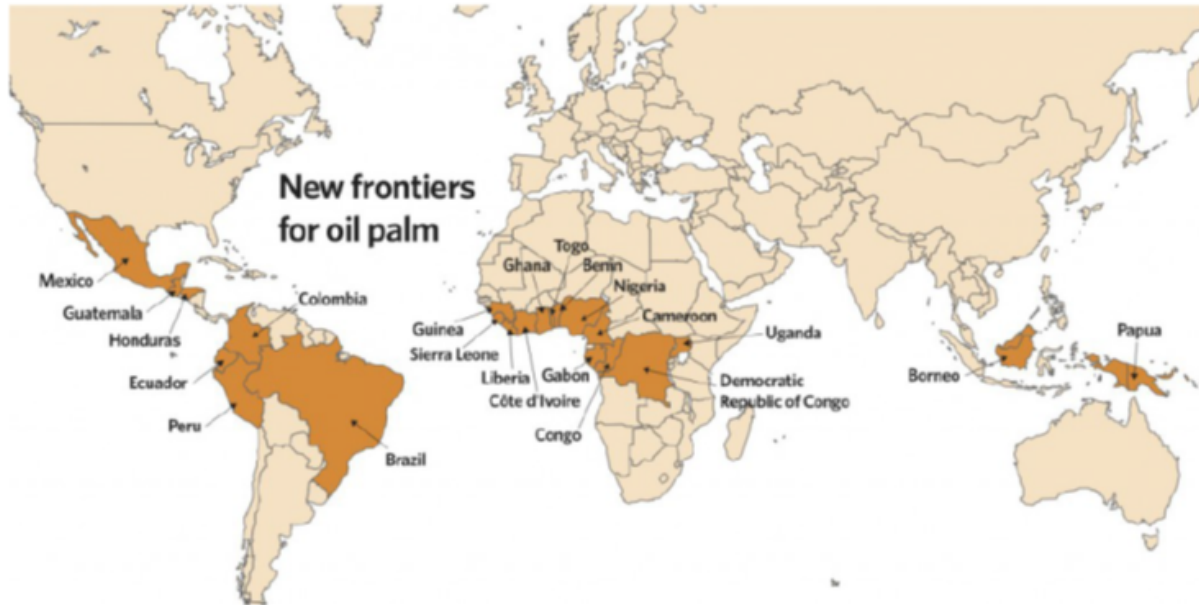 New frontiers
for oil palm
Mexico
Guatemala
Honduras
Colombia
Ecuador
Peru
Brazil
Togo
Ghana
Benin
Nigeria
Cameroon
Guinea
Sierra Leone
Liberia
Côte d'Ivoire
Gabon
Congo
Uganda
Democratic
Republic of Congo
Borneo
Papua